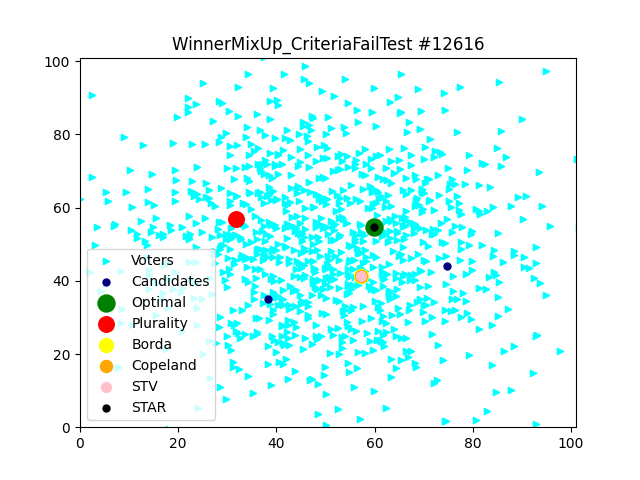 WinnerMixUp_CriteriaFailTest #12616
100
80
60
40
20
0
Voters
Candidates
Optimal
Plurality
Borda
Copeland
STV
STAR
0 20 40 60 80 100